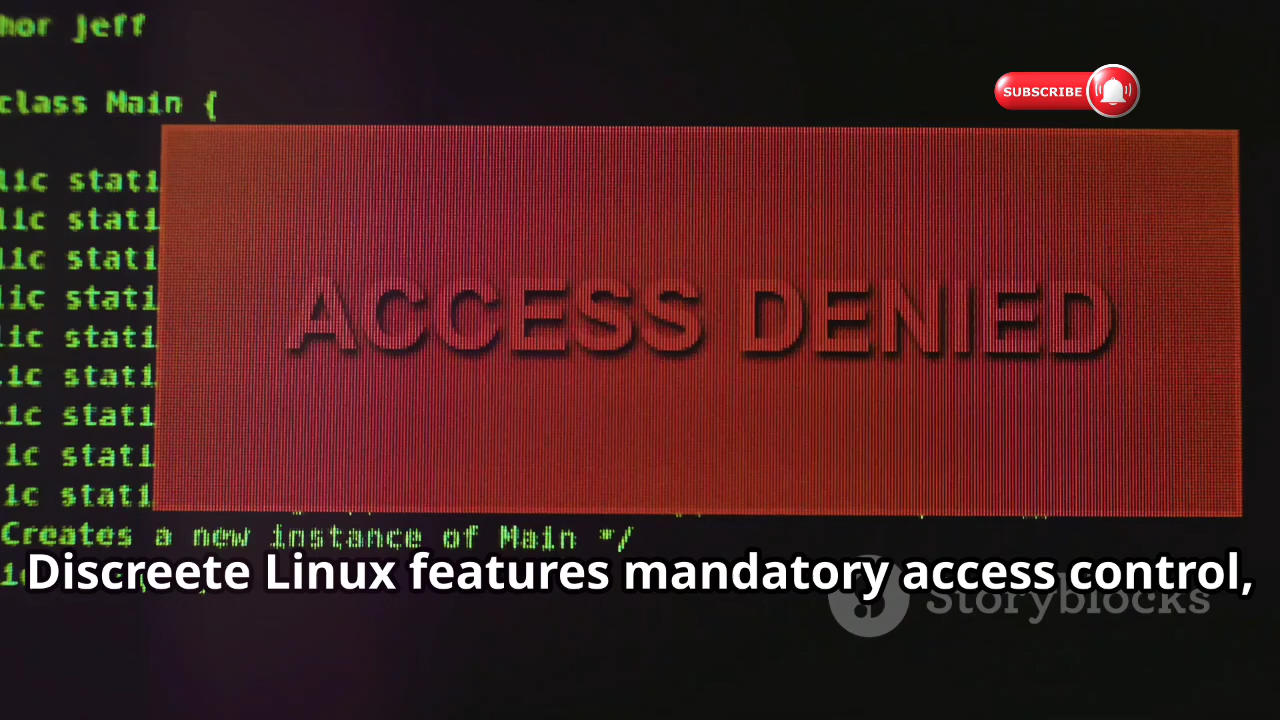 hor jeff
SUBSCRIBE
class Main {
lic stati
lic stati
lic stati
lic stati
lic stati
ic stati
lic stati
ic stati
ic stati
ACCESS DENIED
Creates a new instance of Main */
Discreete Linux features mandatory access control,
Storyblocks